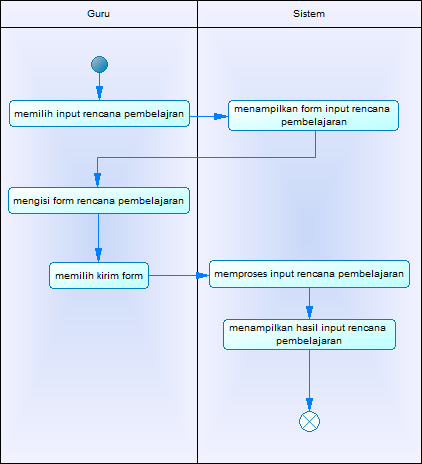 Guru
Sistem
memilih input rencana pembelajran
menampilkan form input rencana
pembelajaran
mengisi form rencana pembelajaran
memilih kirim form
memproses input rencana pembelajaran
menampilkan hasil input rencana
pembelajaran